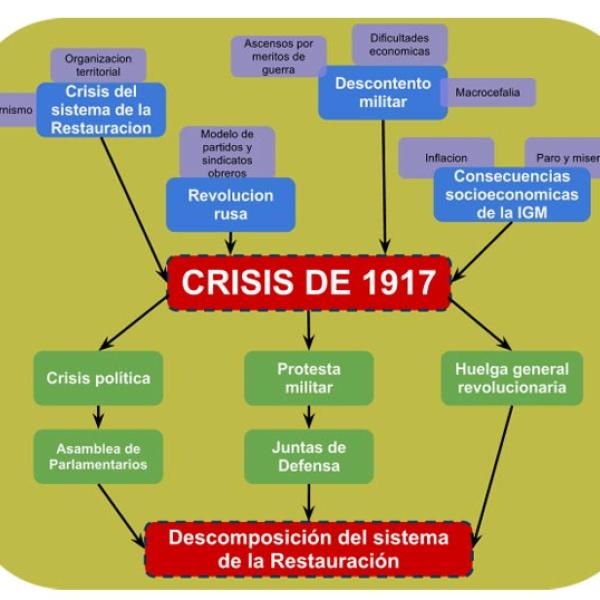 Organizacion
territorial
Crisis del
sistema de la
Restauracion
Ascensos por
meritos de
guerra
Dificultades
economicas
Descontento
militar
Macrocefalia
Modelo de
partidos y
sindicatos
obreros
Revolucion
rusa
Inflacion
Paro y miser
Consecuencias
socioeconomicas
de la IGM
CRISIS DE 1917
Crisis política
Protesta
militar
Huelga general
revolucionaria
Asamblea de
Parlamentarios
Juntas de
Defensa
Descomposición del sistema
de la Restauración